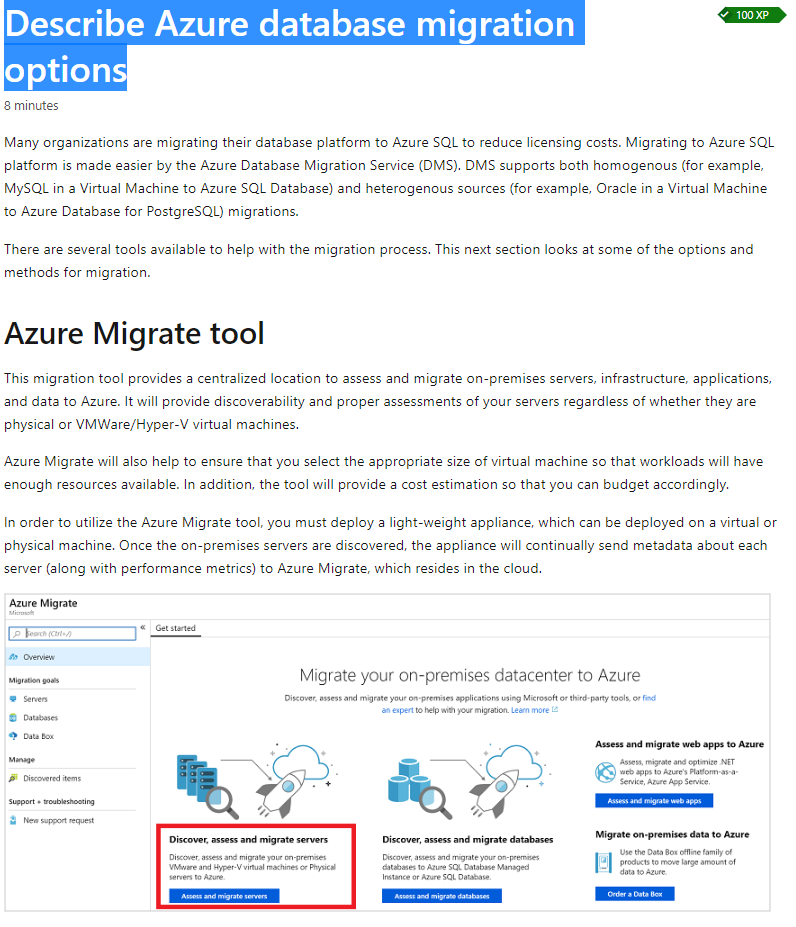 Describe Azure database migration
options
100 XP
8 minutes
Many organizations are migrating their database platform to Azure SQL to reduce licensing costs. Migrating to Azure SQL
platform is made easier by the Azure Database Migration Service (DMS). DMS supports both homogenous (for example,
MySQL in a Virtual Machine to Azure SQL Database) and heterogenous sources (for example, Oracle in a Virtual Machine
to Azure Database for PostgreSQL) migrations.
There are several tools available to help with the migration process. This next section looks at some of the options and
methods for migration.
Azure Migrate tool
This migration tool provides a centralized location to assess and migrate on-premises servers, infrastructure, applications,
and data to Azure. It will provide discoverability and proper assessments of your servers regardless of whether they are
physical or VMWare/Hyper-V virtual machines.
Azure Migrate will also help to ensure that you select the appropriate size of virtual machine so that workloads will have
enough resources available. In addition, the tool will provide a cost estimation so that you can budget accordingly.
In order to utilize the Azure Migrate tool, you must deploy a light-weight appliance, which can be deployed on a virtual or
physical machine. Once the on-premises servers are discovered, the appliance will continually send metadata about each
server (along with performance metrics) to Azure Migrate, which resides in the cloud.
Azure Migrate
Microsoft
Search (Ctrl+/)
«
Overview
Migration goals
Servers
Databases
Data Box
Manage
Discovered items
Support + troubleshooting
New support request
Get started
Migrate your on-premises datacenter to Azure
Discover, assess and migrate your on-premises applications using Microsoft or third-party tools, or find
an expert to help with your migration. Learn more
Discover, assess and migrate servers
Discover, assess and migrate your on-premises
VMware and Hyper-V virtual machines or Physical
servers to Azure.
Assess and migrate servers
Discover, assess and migrate databases
Discover, assess and migrate your on-premises
databases to Azure SQL Database Managed
Instance or Azure SQL Database.
Assess and migrate databases
Assess and migrate web apps to Azure
Assess, migrate and optimize .NET
web apps to Azure's Platform-as-a-
Service, Azure App Service.
Assess and migrate web apps
Migrate on-premises data to Azure
Use the Data Box offline family of
products to move large amount of
data to Azure.
Order a Data Box